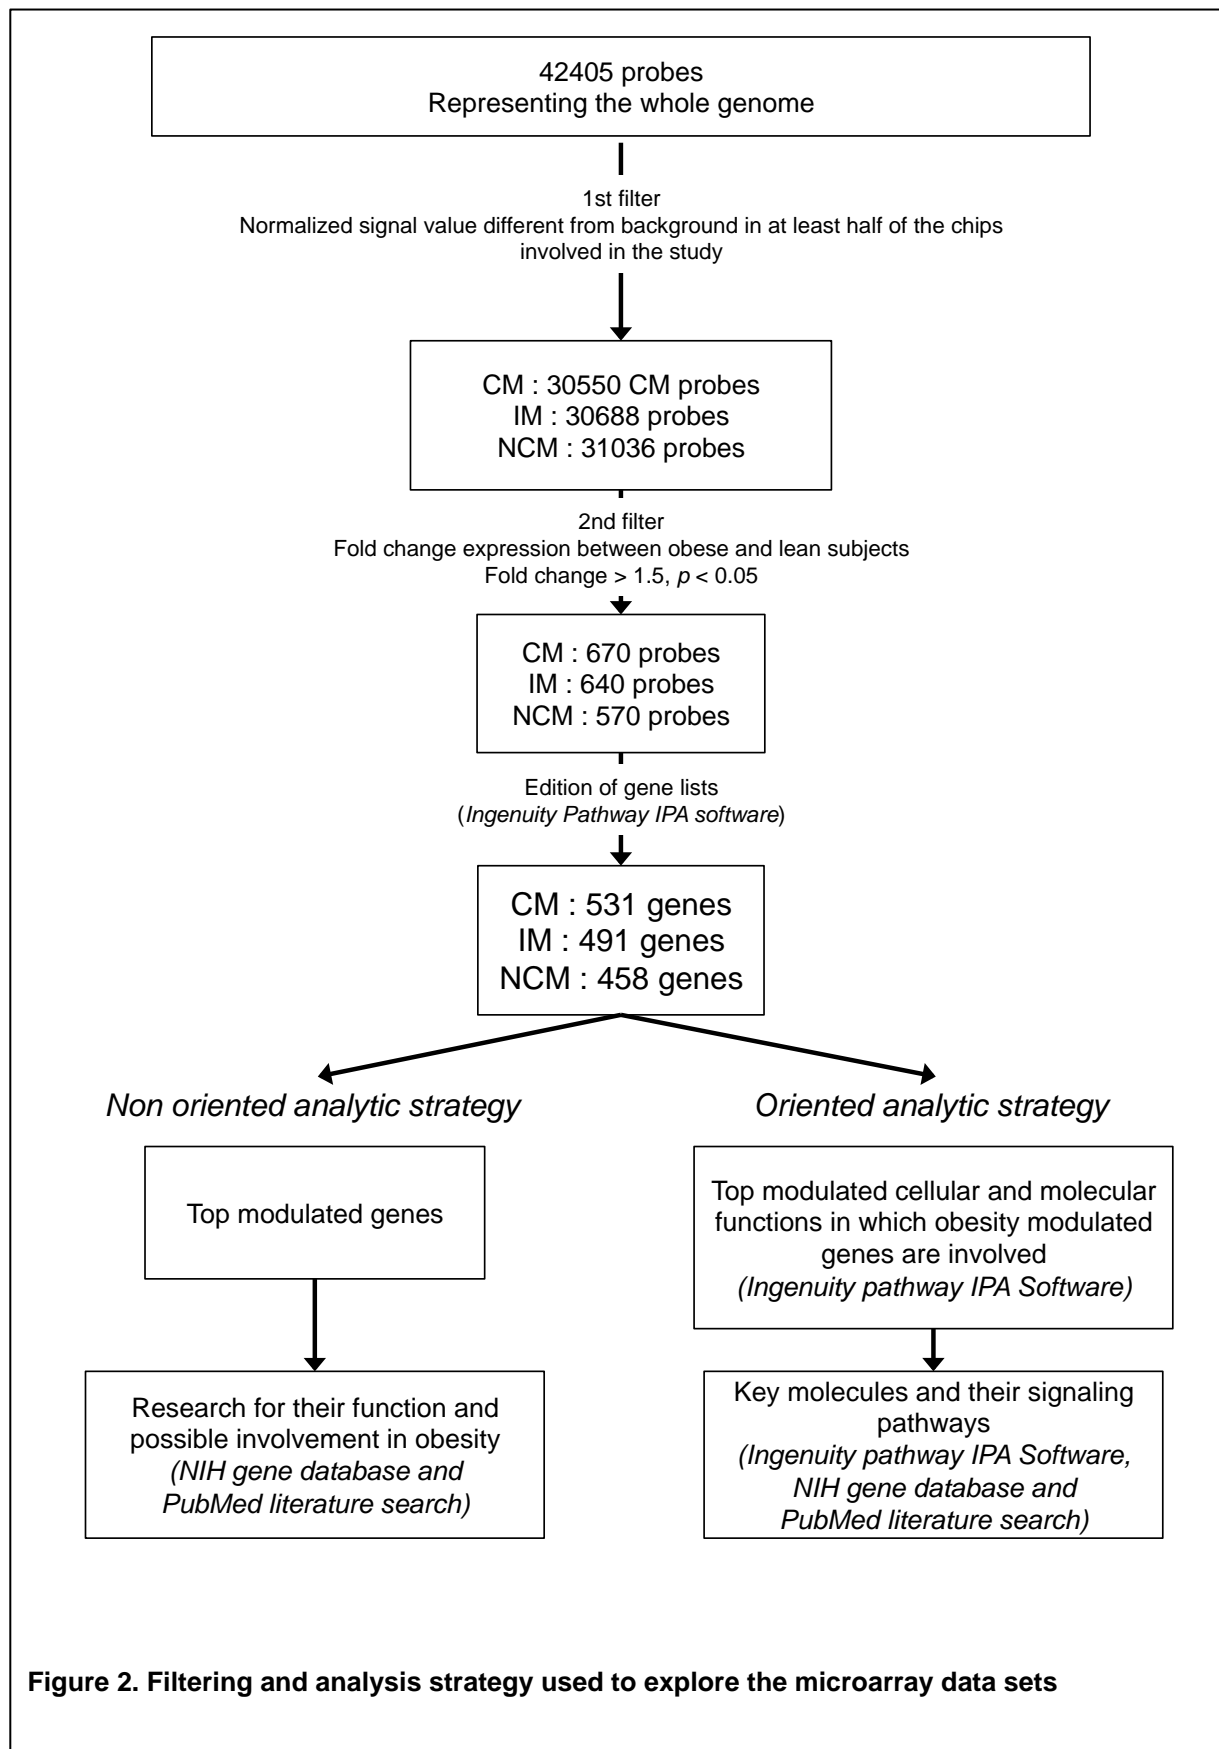 42405 probes
Representing the whole genome
1st filter
Normalized signal value different from background in at least half of the chips
involved in the study
CM : 30550 CM probes
IM : 30688 probes
NCM : 31036 probes
2nd filter
Fold change expression between obese and lean subjects
Fold change > 1.5, p < 0.05
CM : 670 probes
IM : 640 probes
NCM : 570 probes
Edition of gene lists
(Ingenuity Pathway IPA software)
CM : 531 genes
IM : 491 genes
NCM : 458 genes
Non oriented analytic strategy
Top modulated genes
Research for their function and
possible involvement in obesity
(NIH gene database and
PubMed literature search)
Oriented analytic strategy
Top modulated cellular and molecular
functions in which obesity modulated
genes are involved
(Ingenuity pathway IPA Software)
Key molecules and their signaling
pathways
(Ingenuity pathway IPA Software,
NIH gene database and
PubMed literature search)
Figure 2. Filtering and analysis strategy used to explore the microarray data sets